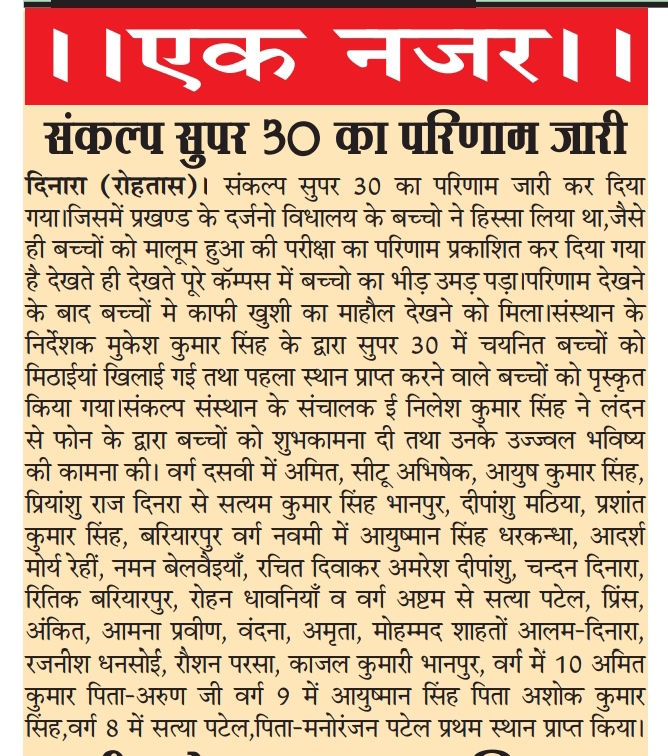 ।।एक नजर।।
संकल्प सुपर 30 का परिणाम जारी
दिनारा (रोहतास)। संकल्प सुपर 30 का परिणाम जारी कर दिया
गया।जिसमें प्रखण्ड के दर्जनो विधालय के बच्चो ने हिस्सा लिया था,जैसे
ही बच्चों को मालूम हुआ की परीक्षा का परिणाम प्रकाशित कर दिया गया
है देखते ही देखते पूरे कॅम्पस में बच्चो का भीड़ उमड़ पड़ा।परिणाम देखने
के बाद बच्चों मे काफी खुशी का माहौल देखने को मिला।संस्थान के
निर्देशक मुकेश कुमार सिंह के द्वारा सुपर 30 में चयनित बच्चों को
मिठाईयां खिलाई गई तथा पहला स्थान प्राप्त करने वाले बच्चों को पृस्कृत
किया गया।संकल्प संस्थान के संचालक ई निलेश कुमार सिंह ने लंदन
से फोन के द्वारा बच्चों को शुभकामना दी तथा उनके उज्ज्वल भविष्य
की कामना की। वर्ग दसवी में अमित, सीटू अभिषेक, आयुष कुमार सिंह,
प्रियांशु राज दिनरा से सत्यम कुमार सिंह भानपुर, दीपांशु मठिया, प्रशांत
कुमार सिंह, बरियारपुर वर्ग नवमी में आयुष्मान सिंह धरकन्धा, आदर्श
मोर्य रेहीं, नमन बेलवैइयाँ, रचित दिवाकर अमरेश दीपांशु, चन्दन दिनारा,
रितिक बरियारपुर, रोहन धावनियाँ व वर्ग अष्टम से सत्या पटेल, प्रिंस,
अंकित, आमना प्रवीण, वंदना, अमृता, मोहम्मद शाहतों आलम-दिनारा,
रजनीश धनसोई, रौशन परसा, काजल कुमारी भानपुर, वर्ग में 10 अमित
कुमार पिता-अरुण जी वर्ग 9 में आयुष्मान सिंह पिता अशोक कुमार
सिंह,वर्ग 8 में सत्या पटेल,पिता-मनोरंजन पटेल प्रथम स्थान प्राप्त किया।